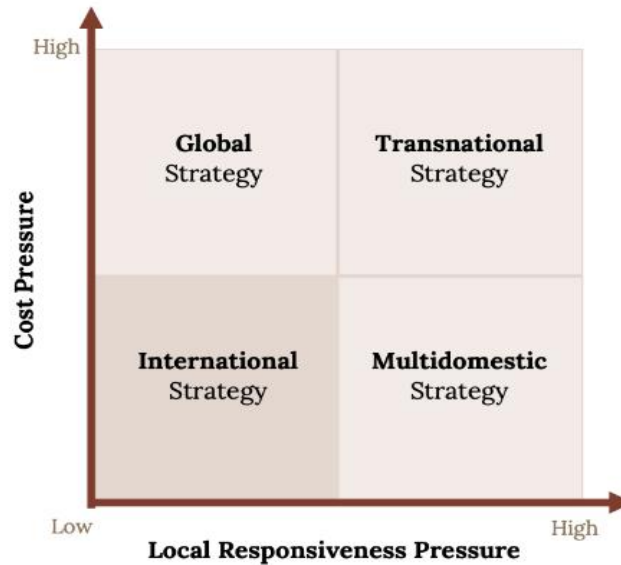 High
Global
Strategy
Transnational
Strategy
Cost Pressure
International
Strategy
Multidomestic
Strategy
Low
High
Local Responsiveness Pressure